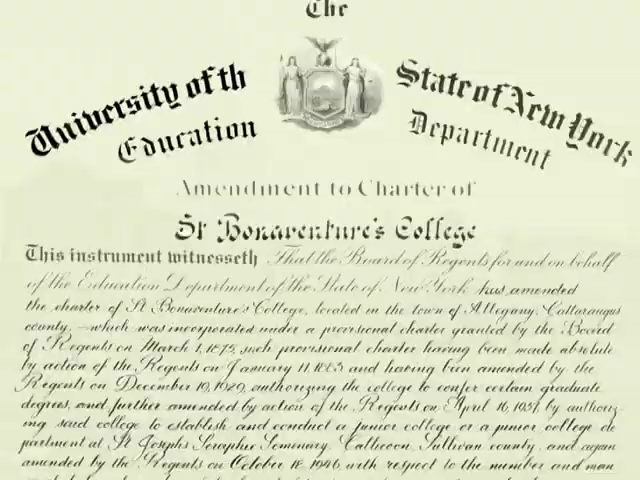 The
University of th State of New York
Education Department
Amendment to Charter of
St Bonaventure's College
This instrument witnesseth That the Board of Regents for and on behalf
of the Education Department of the State of New York has amended
the charter of St Bonaventure's College, located in the town of Allegany, Cattaraugus
county, which was incorporated under a provisional charter granted by the Board
of Regents on March 1, 1875, such provisional charter having been made absolute
by action of the Regents on January 11, 1883 and having been amended by the
Regents on December 19, 1929, authorizing the college to confer certain graduate
degrees, and further amended by action of the Regents on April 16, 1937, by authoriz-
ing said college to establish and conduct a junior college or a junior college de
partment at St Josephs Seraphic Seminary, Callicoon, Sullivan county, and again
amended by the Regents on October 18, 1946, with respect to the number and man